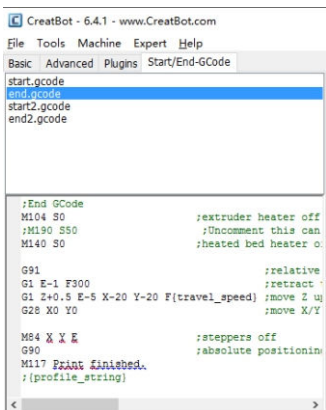 CreatBot - 6.4.1 - www.CreatBot.com
File Tools Machine Expert Help
Basic Advanced Plugins Start/End-GCode
start.gcode
end.gcode
start2.gcode
end2.gcode
;End GCode
M104 S0 ;extruder heater off
;M190 S50 ;Uncomment this can
M140 S0 ;heated bed heater
G91 ;relative
G1 E-1 F300 ;retract
G1 Z+0.5 E-5 X-20 Y-20 F{travel_speed} ;move Z
G28 X0 Y0 ;move X/Y
M84 X Y E ;steppers off
G90 ;absolute positioning
M117 Print finished.
;{profile_string}